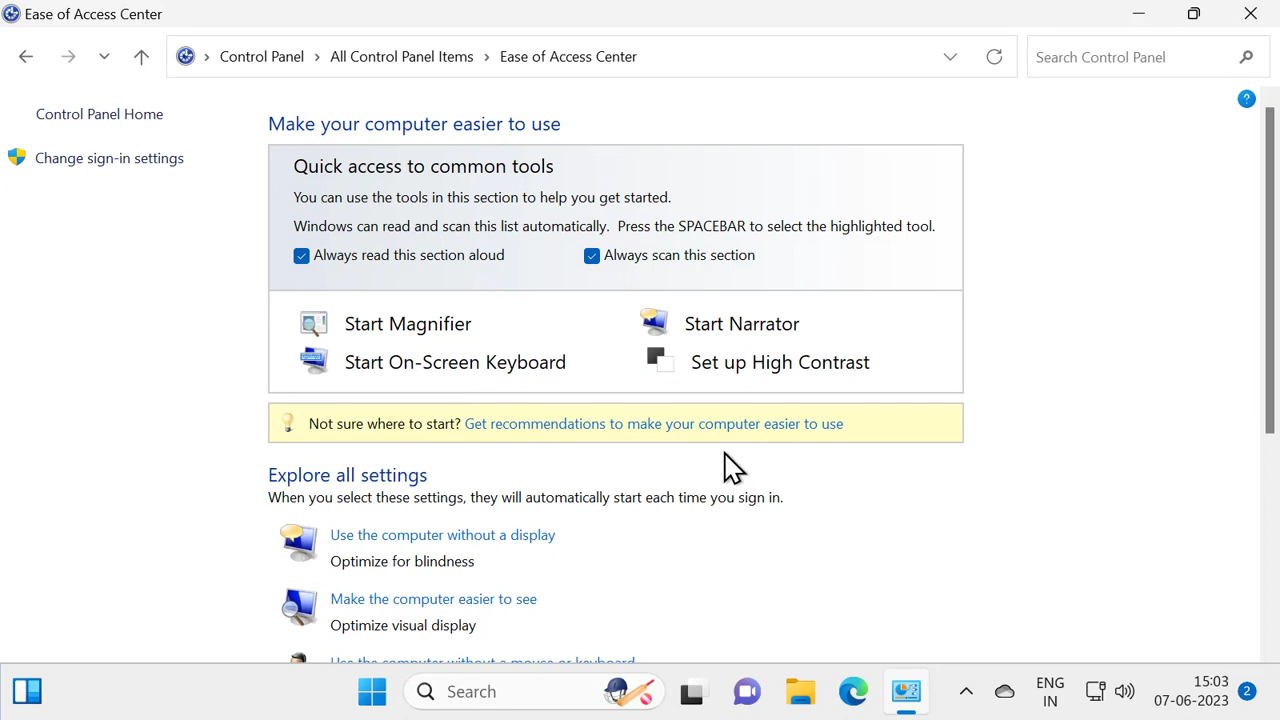 Ease of Access Center
Control Panel
All Control Panel Items
Ease of Access Center
Search Control Panel
Control Panel Home
Change sign-in settings
Make your computer easier to use
Quick access to common tools
You can use the tools in this section to help you get started.
Windows can read and scan this list automatically. Press the SPACEBAR to select the highlighted tool.
Always read this section aloud
Always scan this section
Start Magnifier
Start Narrator
Start On-Screen Keyboard
Set up High Contrast
Not sure where to start? Get recommendations to make your computer easier to use
Explore all settings
When you select these settings, they will automatically start each time you sign in.
Use the computer without a display
Optimize for blindness
Make the computer easier to see
Optimize visual display
Use the computer without a mouse or keyboard
Search
ENG
IN
15:03
07-06-2023
2